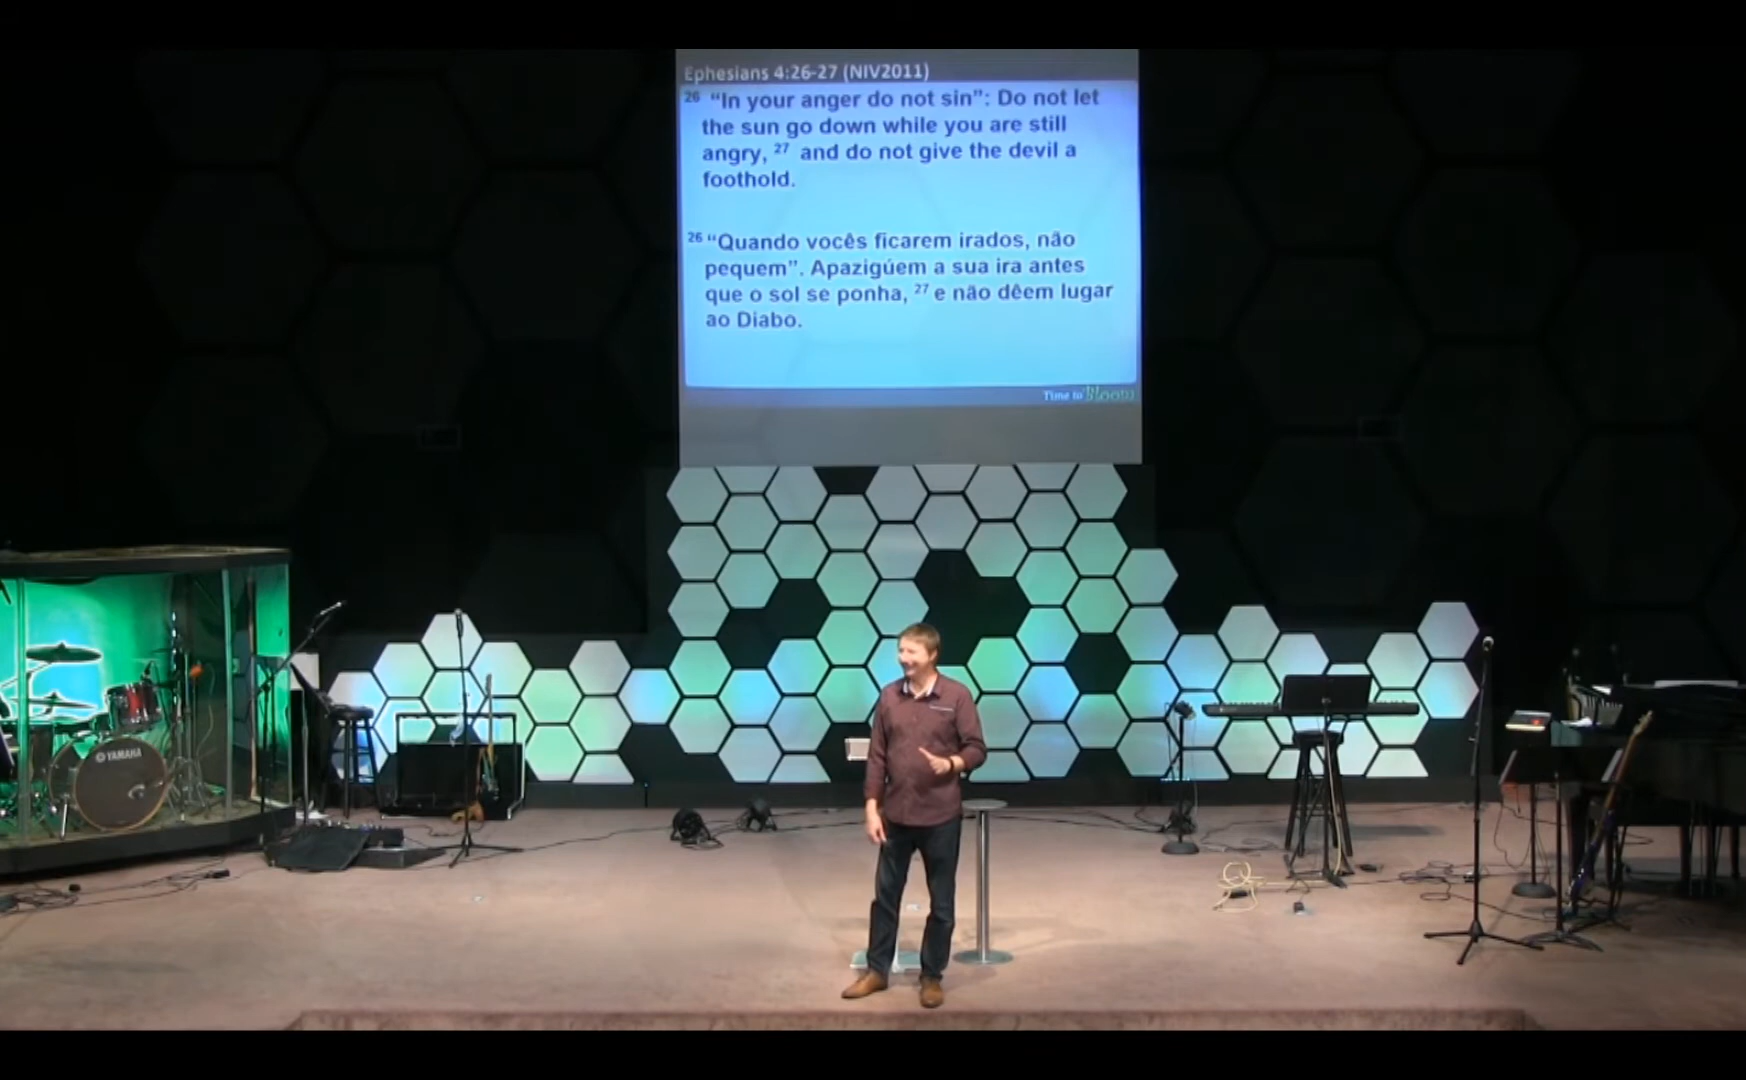 Ephesians 4:26-27 (NIV2011)
26 “In your anger do not sin”: Do not let
the sun go down while you are still
angry, 27 and do not give the devil a
foothold.
26 “Quando vocês ficarem irados, não
pequem”. Apazigúem a sua ira antes
que o sol se ponha, 27 e não dêem lugar
ao Diabo.
Time to Bloom
YAMAHA